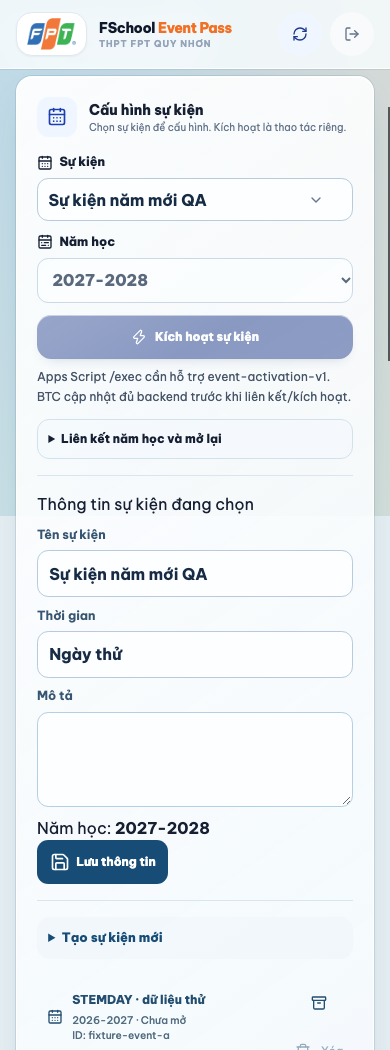 FPT
FSchool Event Pass
THPT FPT QUY NHƠN
Cấu hình sự kiện
Chọn sự kiện để cấu hình. Kích hoạt là thao tác riêng.
Sự kiện
Sự kiện năm mới QA
Năm học
2027-2028
Kích hoạt sự kiện
Apps Script /exec cần hỗ trợ event-activation-v1.
BTC cập nhật đủ backend trước khi liên kết/kích hoạt.
Liên kết năm học và mở lại
Thông tin sự kiện đang chọn
Tên sự kiện
Sự kiện năm mới QA
Thời gian
Ngày thử
Mô tả
Năm học: 2027-2028
Lưu thông tin
Tạo sự kiện mới
STEMDAY · dữ liệu thử
2026-2027 · Chưa mở
ID: fixture-event-a